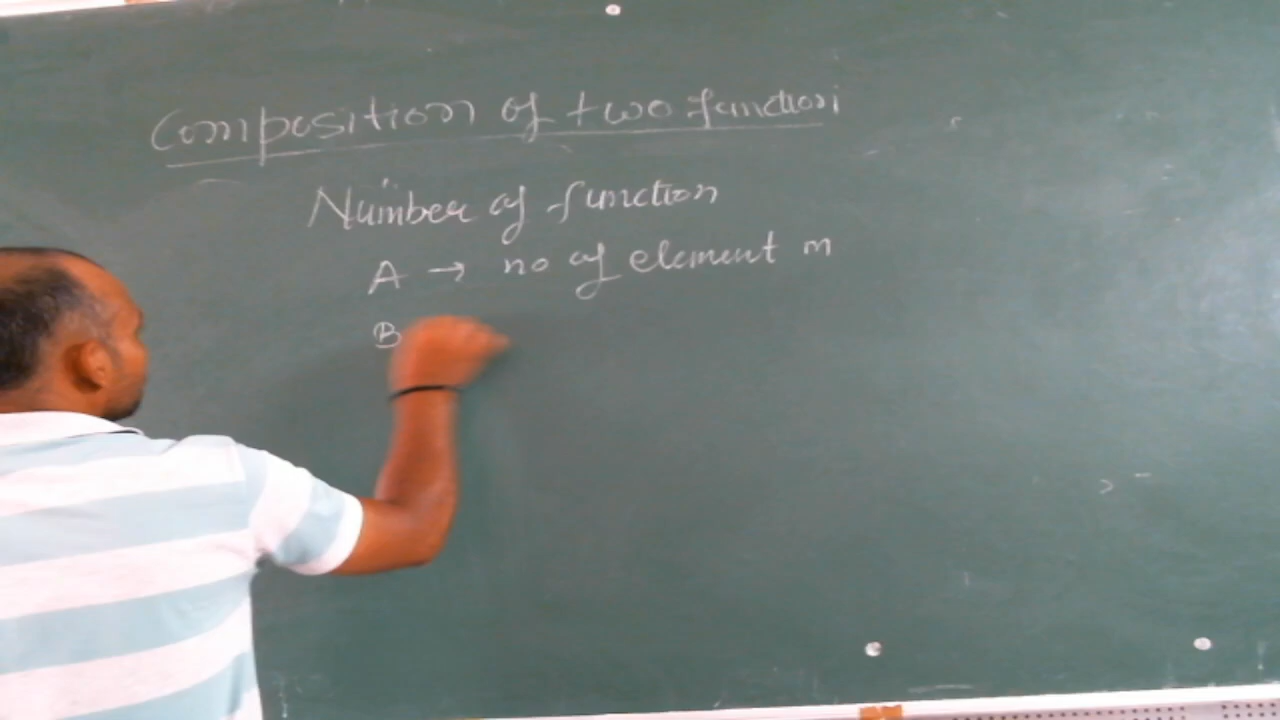 Composition of two function
Number of function
A → no of element m
B